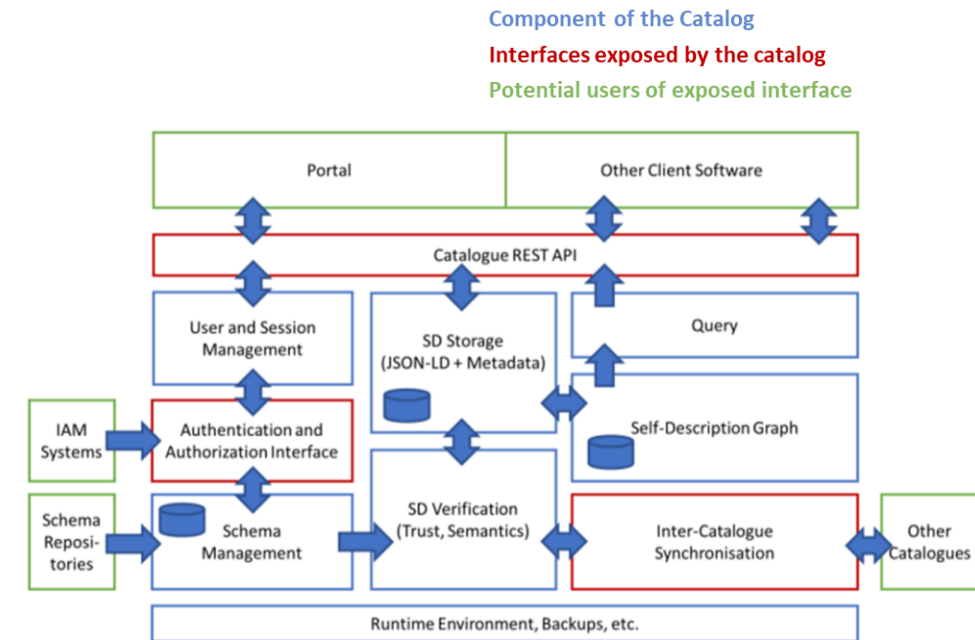 Component of the Catalog
Interfaces exposed by the catalog
Potential users of exposed interface
Portal
Other Client Software
Catalogue REST API
User and Session
Management
SD Storage
(JSON-LD + Metadata)
Query
IAM
Systems
Authentication and
Authorization Interface
Self-Description Graph
Schema
Reposi-
tories
Schema
Management
SD Verification
(Trust, Semantics)
Inter-Catalogue
Synchronisation
Other
Catalogues
Runtime Environment, Backups, etc.